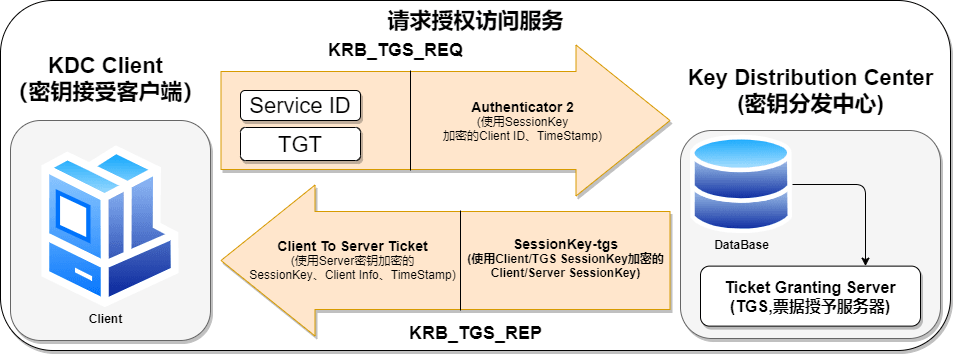 请求授权访问服务
KRB_TGS_REQ
KDC Client
(密钥接受客户端)
Client
Service ID
TGT
Authenticator 2
(使用SessionKey
加密的Client ID、TimeStamp)
Key Distribution Center
(密钥分发中心)
DataBase
Ticket Granting Server
(TGS,票据授予服务器)
Client To Server Ticket
(使用Server密钥加密的
SessionKey、Client Info、TimeStamp)
SessionKey-tgs
(使用Client/TGS SessionKey加密的
Client/Server SessionKey)
KRB_TGS_REP